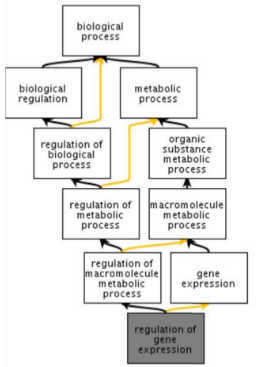 biological
process
biological
regulation
metabolic
process
regulation of
biological
process
organic
substance
metabolic
process
regulation of
metabolic
process
macromolecule
metabolic
process
regulation of
macromolecule
metabolic
process
gene
expression
regulation of
gene
expression